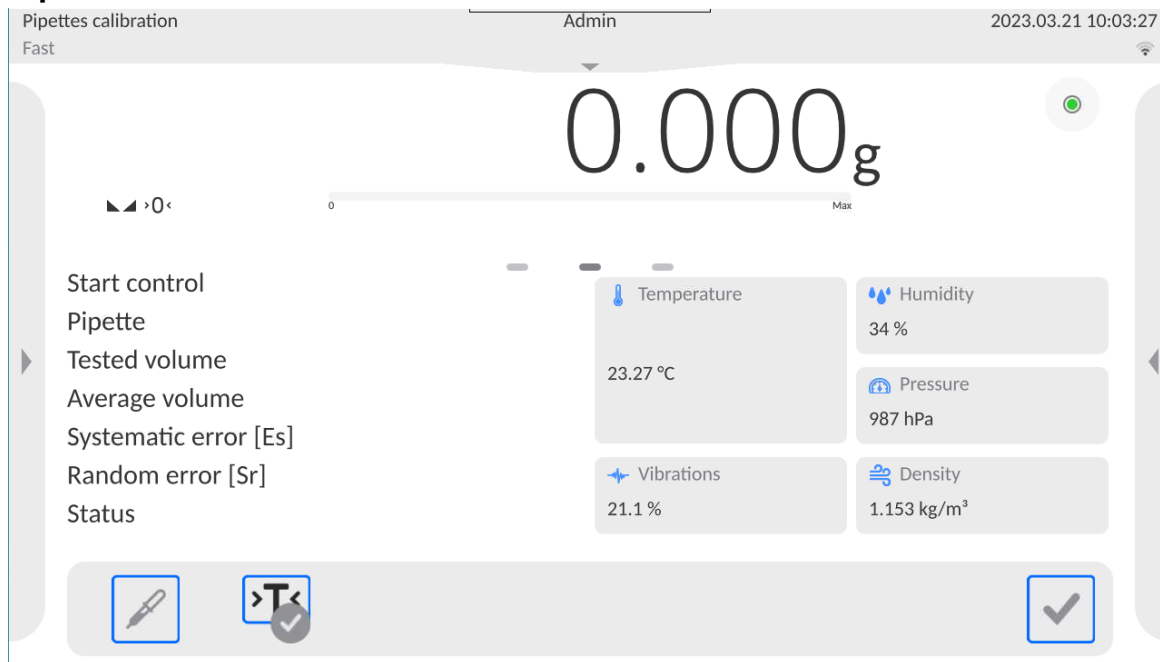 Pipettes calibration
Admin
2023.03.21 10:03:27
Fast
0.000g
>0<
0
Max
Start control
Pipette
Tested volume
Average volume
Systematic error [Es]
Random error [Sr]
Status
Temperature
23.27 °C
Humidity
34 %
Pressure
987 hPa
Vibrations
21.1 %
Density
1.153 kg/m³
>T<